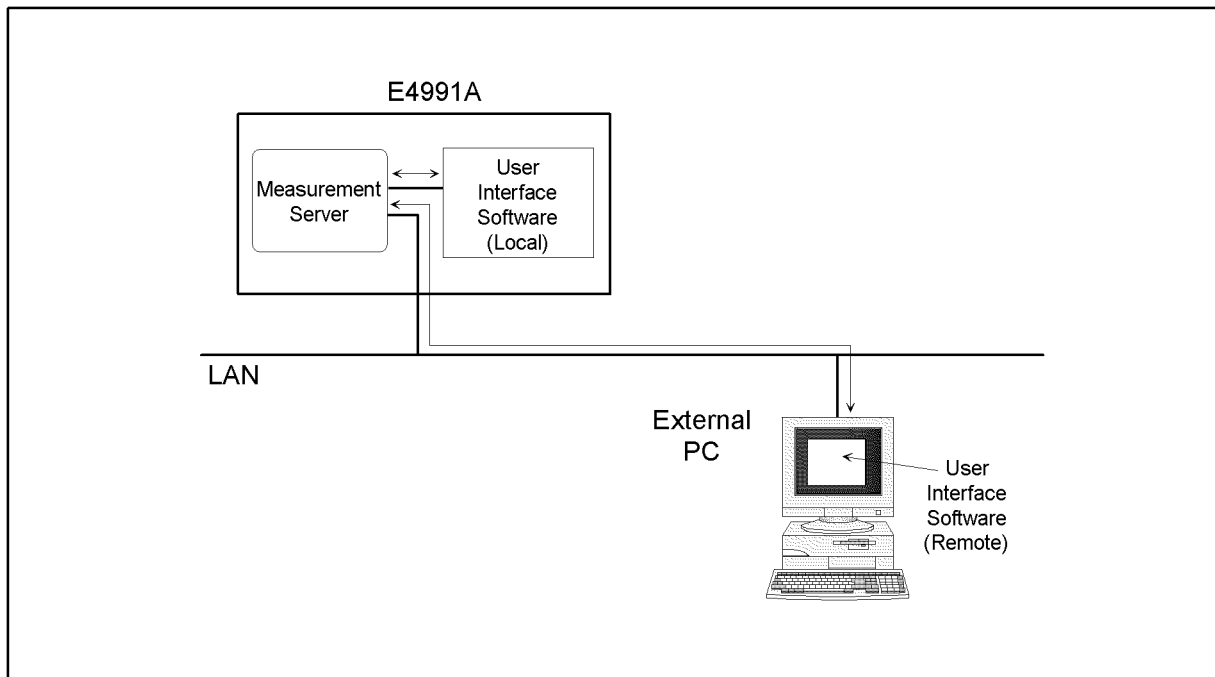 E4991A
Measurement
Server
User
Interface
Software
(Local)
LAN
External
PC
User
Interface
Software
(Remote)